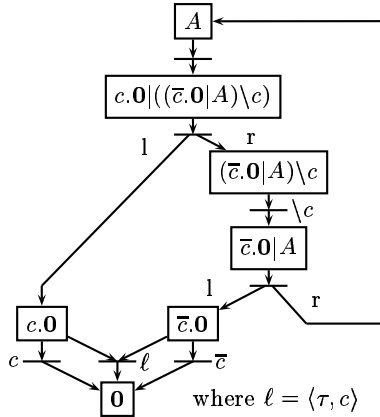 A
c.𝟎|((c̅.𝟎|A)\c)
l r
(c̅.𝟎|A)\c
\c
c̅.𝟎|A
l r
c.𝟎 c̅.𝟎
c ℓ c̅
𝟎
where ℓ = ⟨τ, c⟩